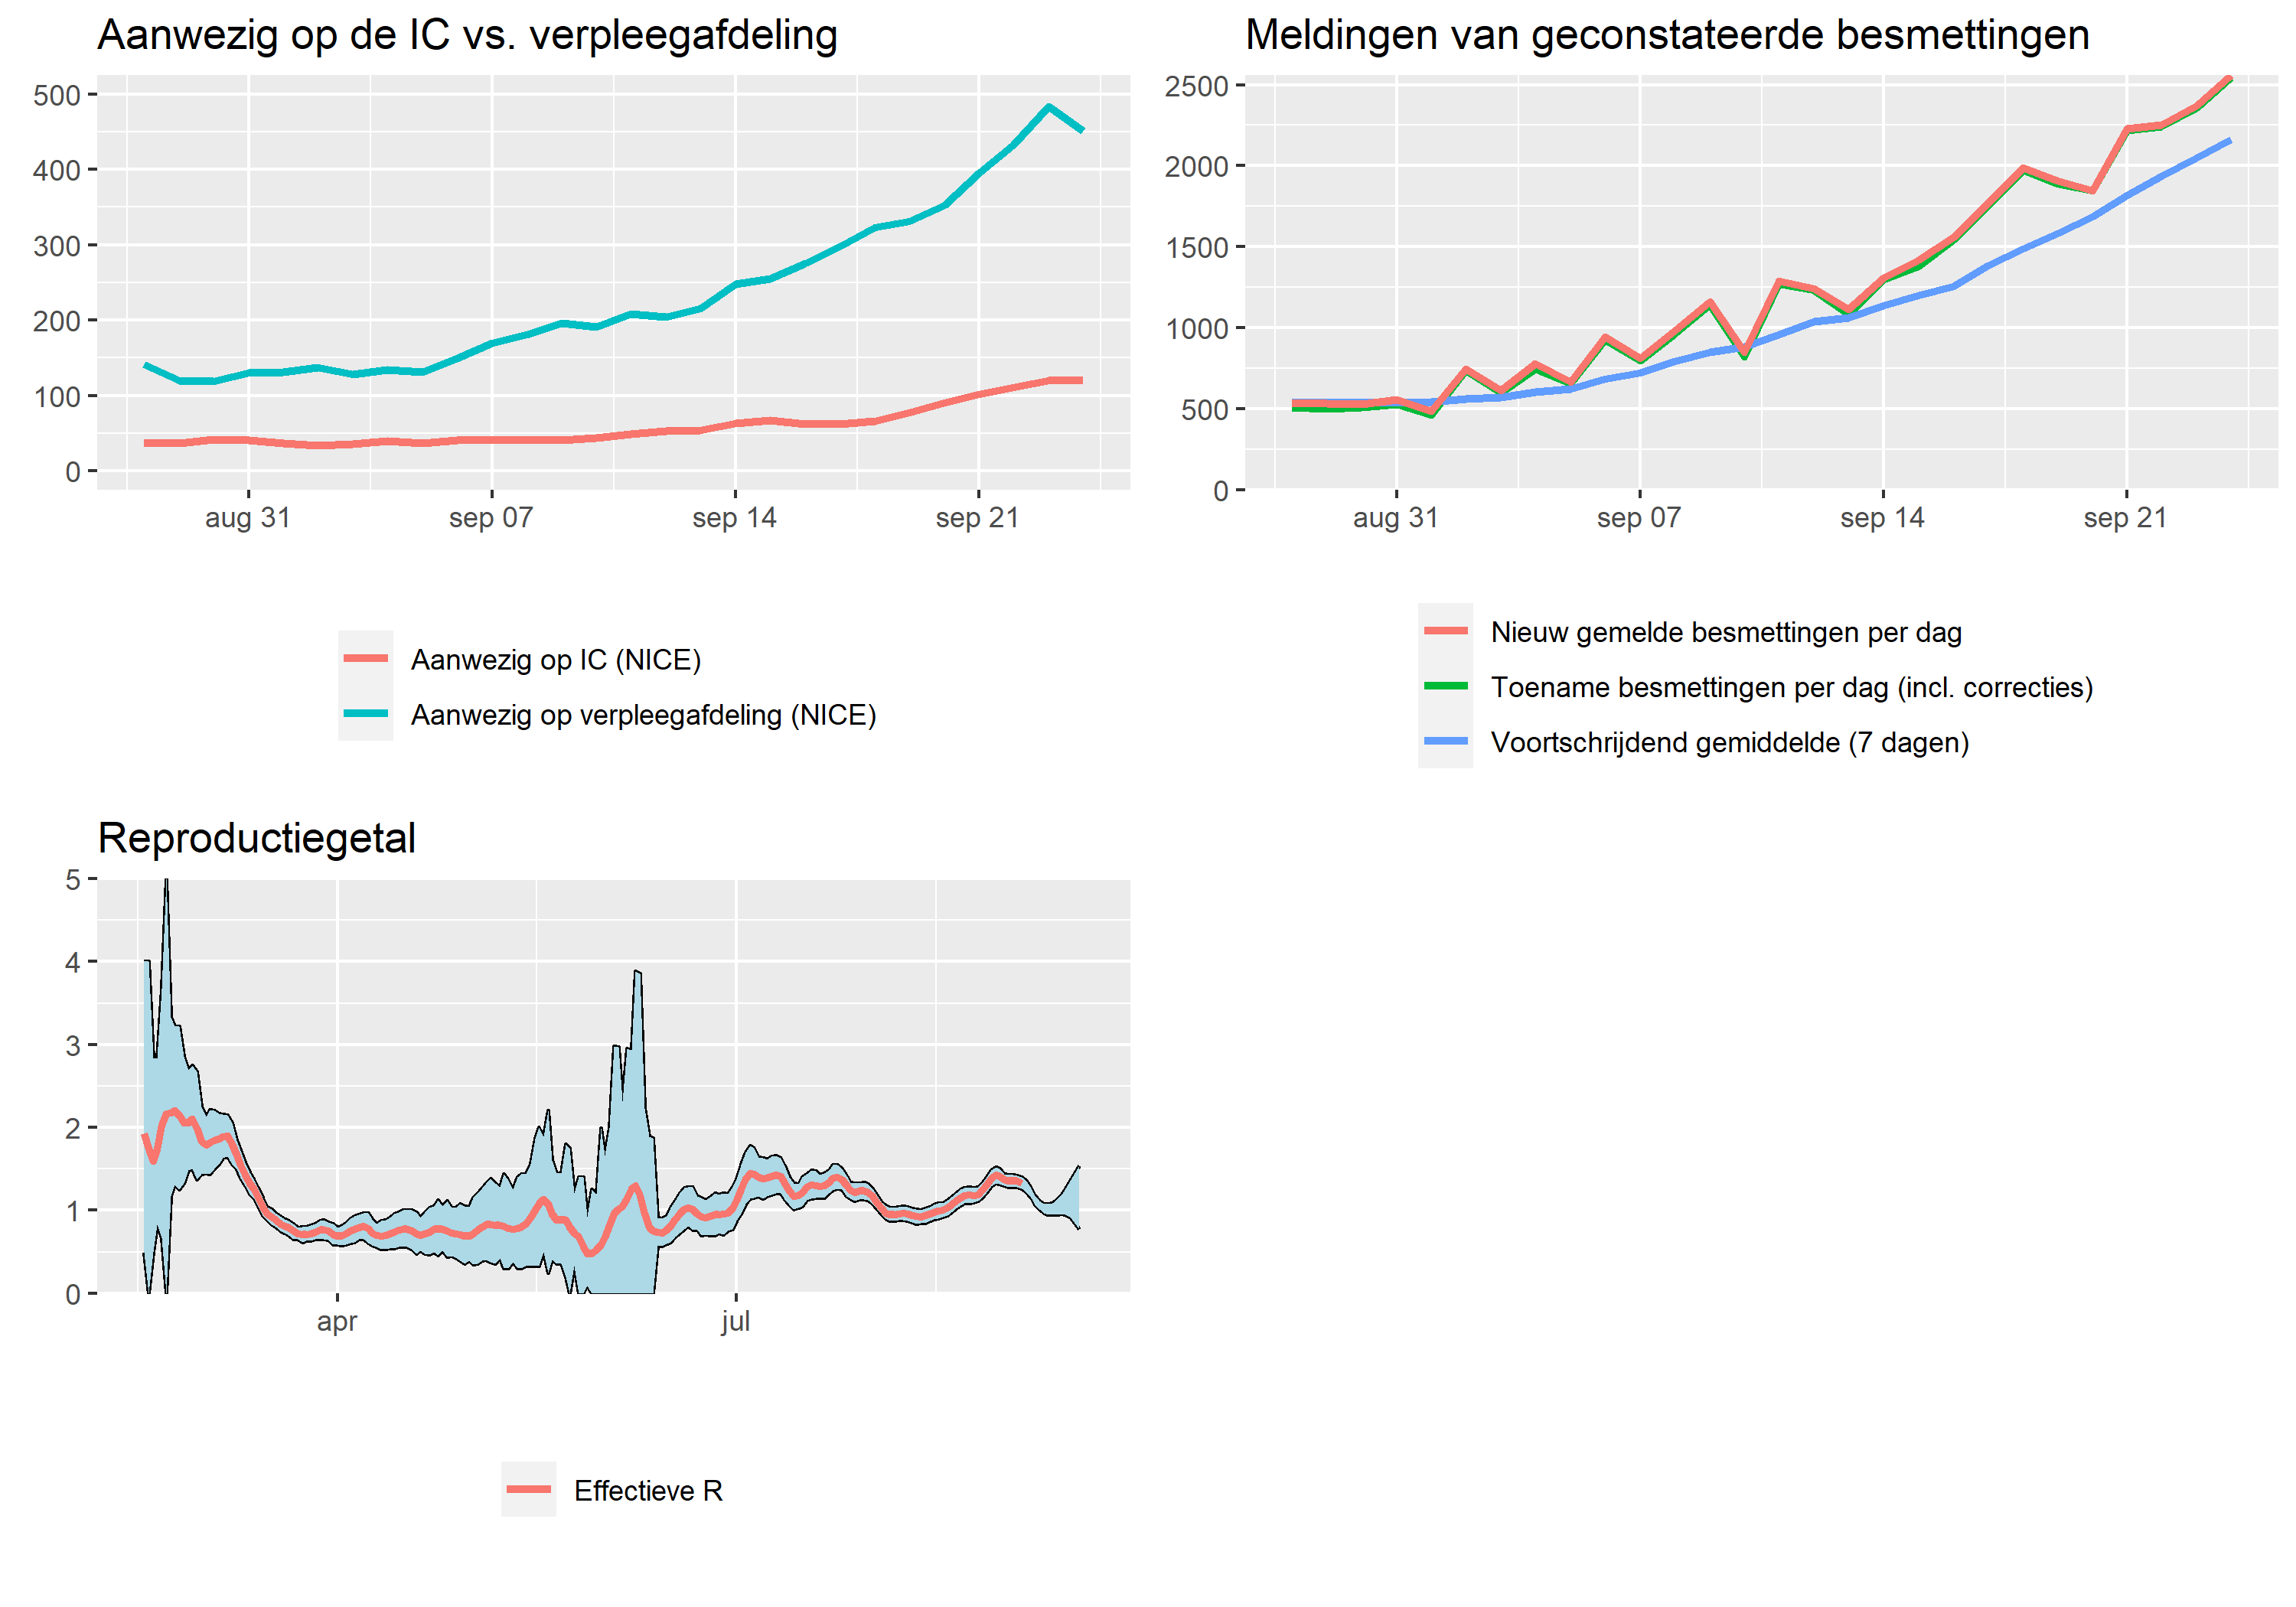 Aanwezig op de IC vs. verpleegafdeling
500
400
300
200
100
0
aug 31
sep 07
sep 14
sep 21
Aanwezig op IC (NICE)
Aanwezig op verpleegafdeling (NICE)
Meldingen van geconstateerde besmettingen
2500
2000
1500
1000
500
0
aug 31
sep 07
sep 14
sep 21
Nieuw gemelde besmettingen per dag
Toename besmettingen per dag (incl. correcties)
Voortschrijdend gemiddelde (7 dagen)
Reproductiegetal
5
4
3
2
1
0
apr
jul
Effectieve R